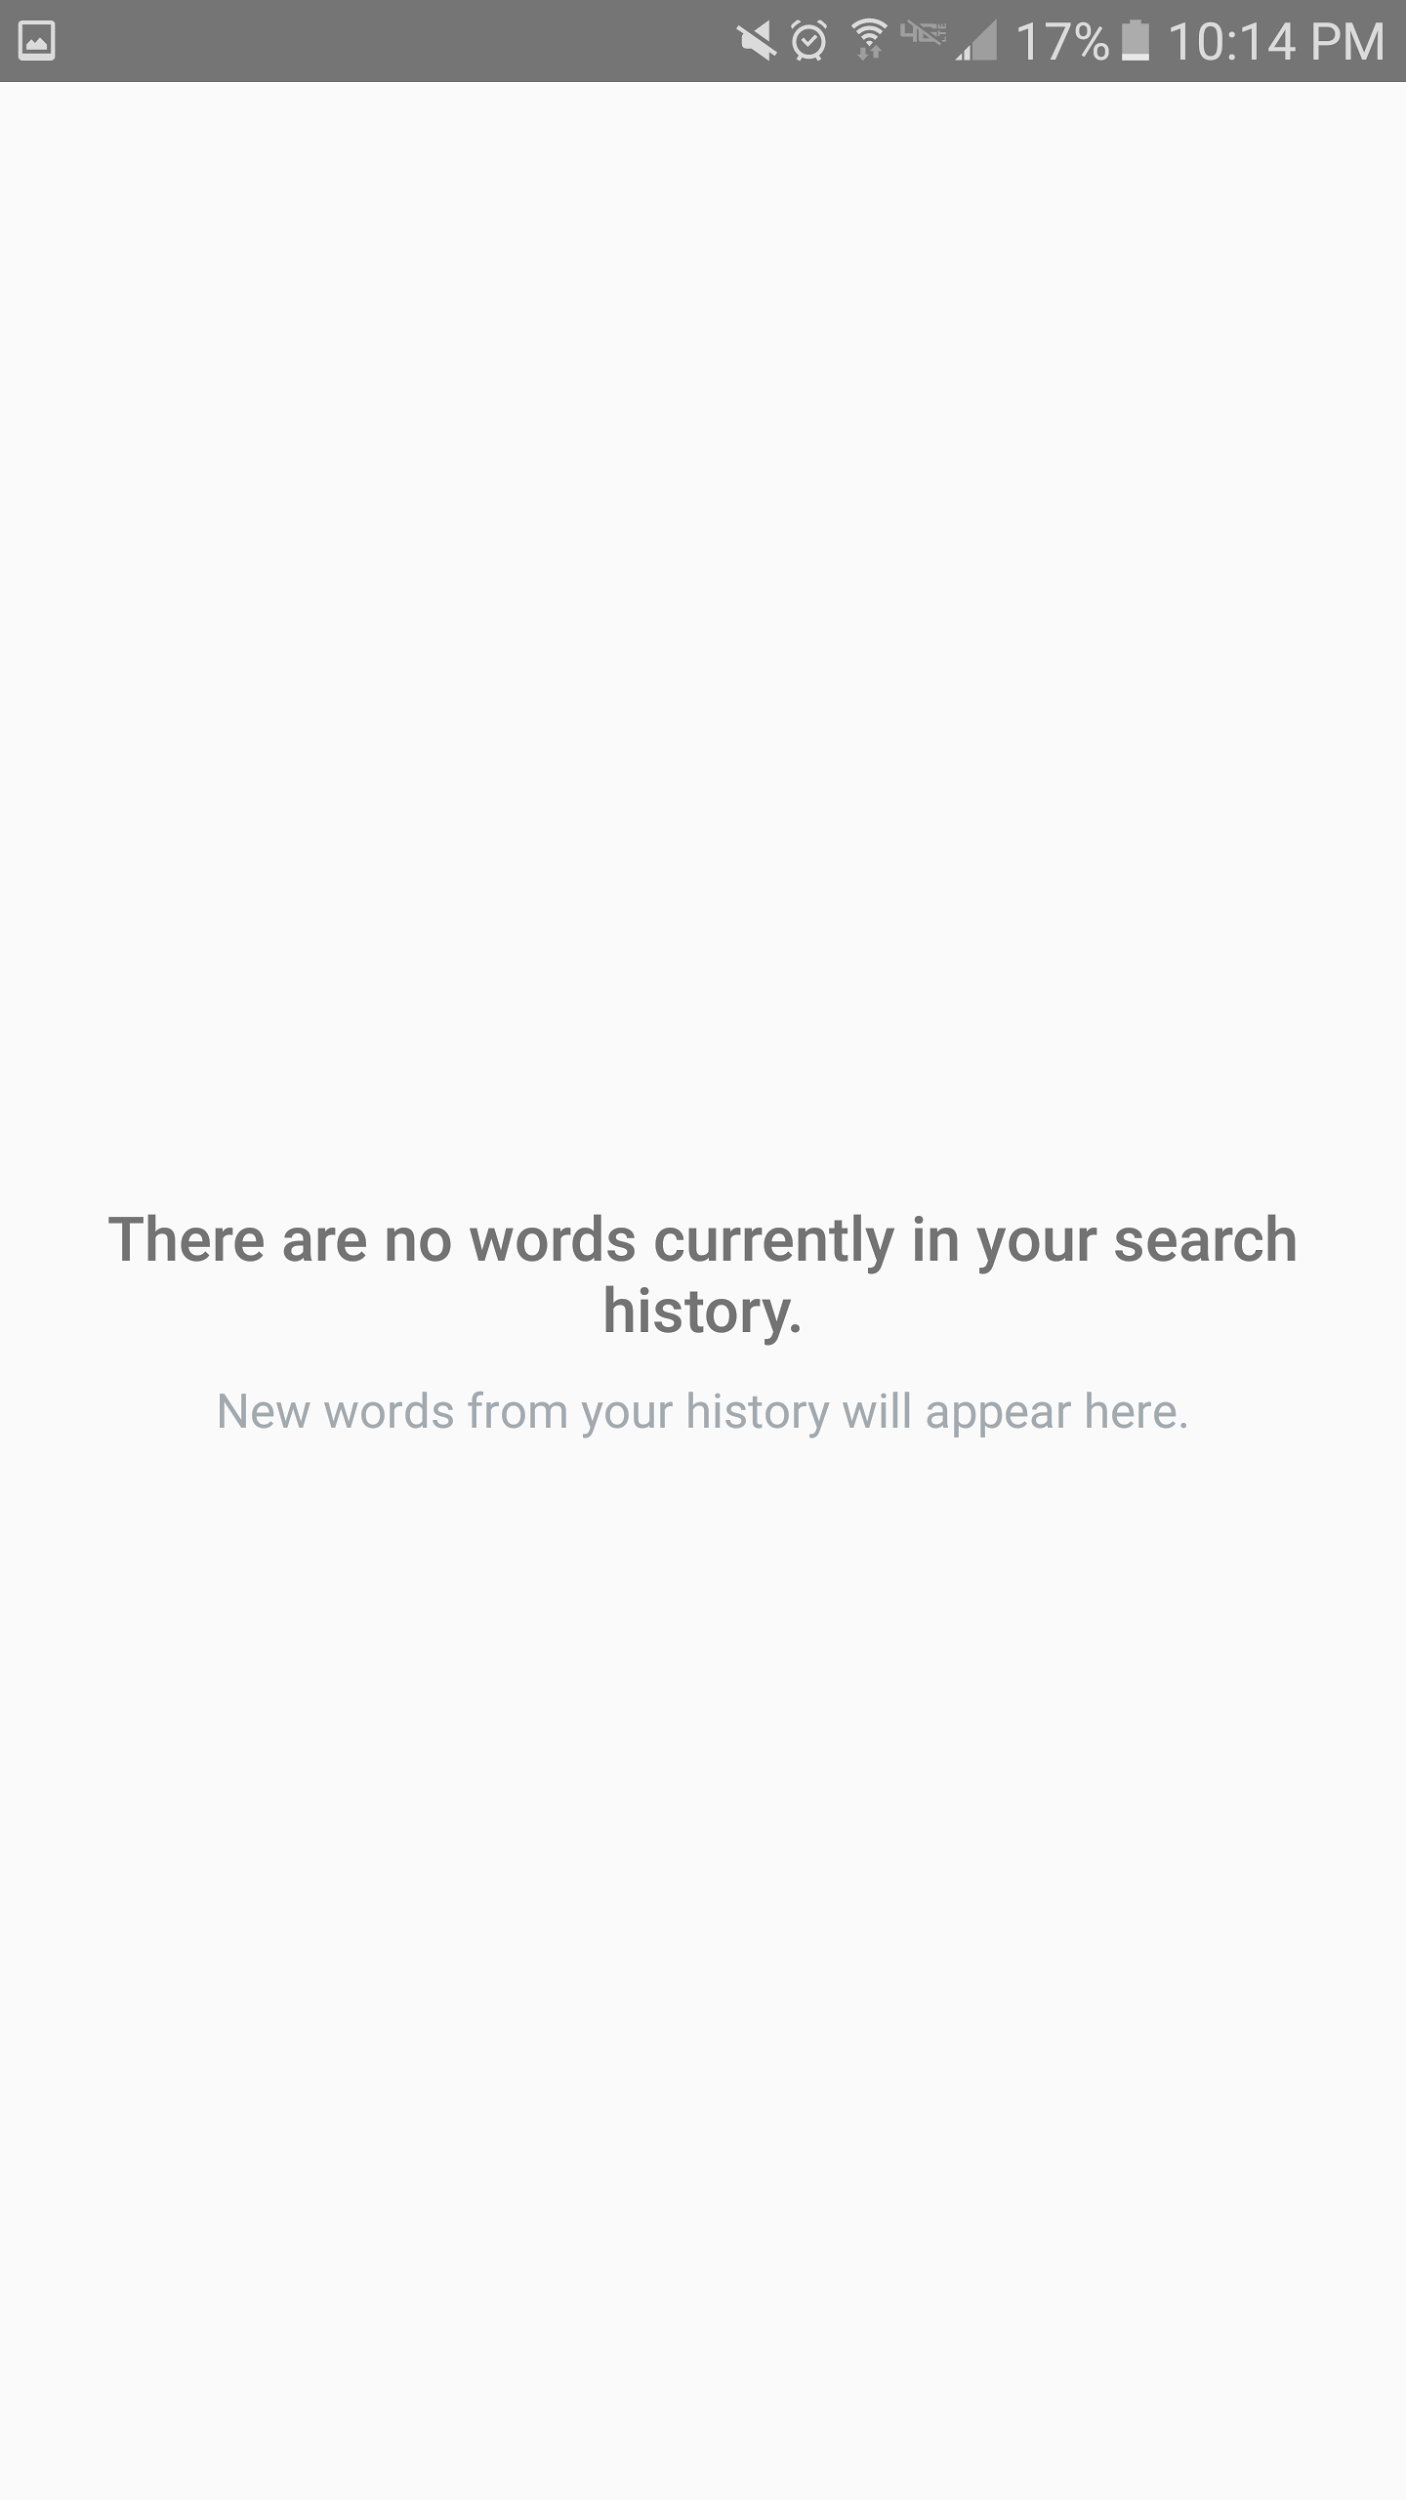 17% 10:14 PM
There are no words currently in your search
history.
New words from your history will appear here.